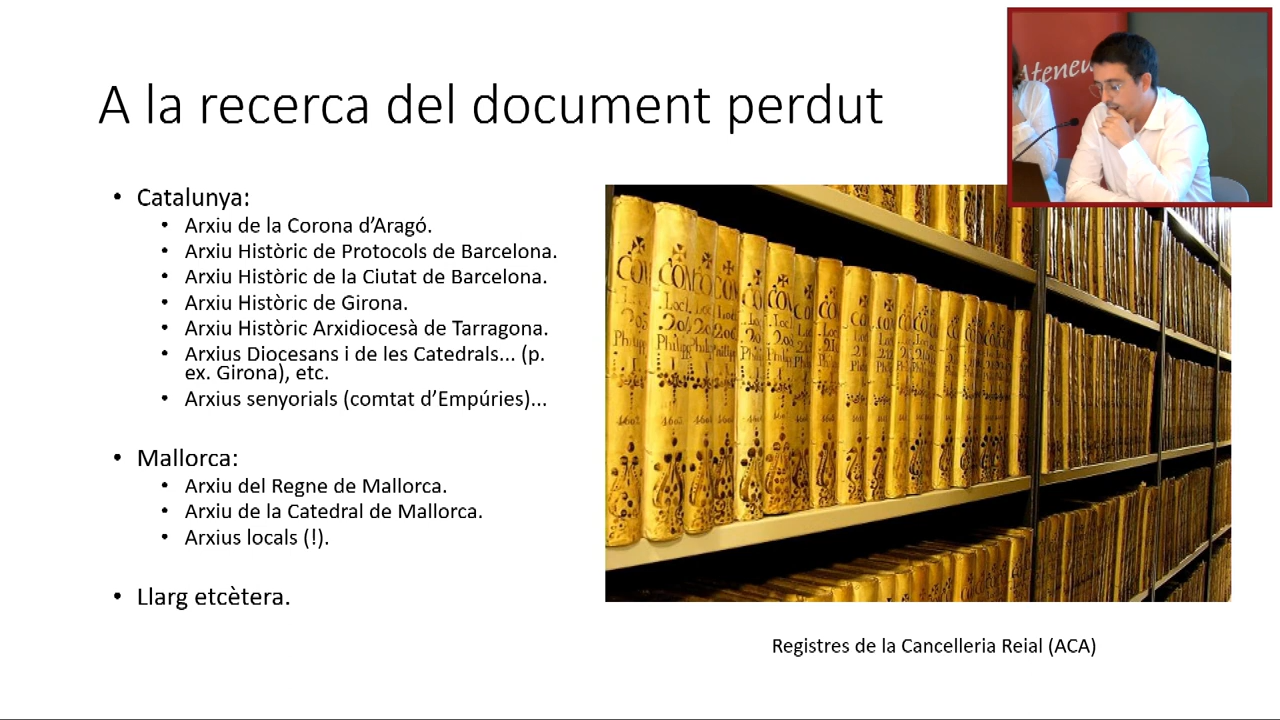 A la recerca del document perdut
Ateneu
• Catalunya:
• Arxiu de la Corona d’Aragó.
• Arxiu Històric de Protocols de Barcelona.
• Arxiu Històric de la Ciutat de Barcelona.
• Arxiu Històric de Girona.
• Arxiu Històric Arxidiocesà de Tarragona.
• Arxius Diocesans i de les Catedrals... (p.
ex. Girona), etc.
• Arxius senyorials (comtat d’Empúries)...
• Mallorca:
• Arxiu del Regne de Mallorca.
• Arxiu de la Catedral de Mallorca.
• Arxius locals (!).
• Llarg etcètera.
Registres de la Cancelleria Reial (ACA)